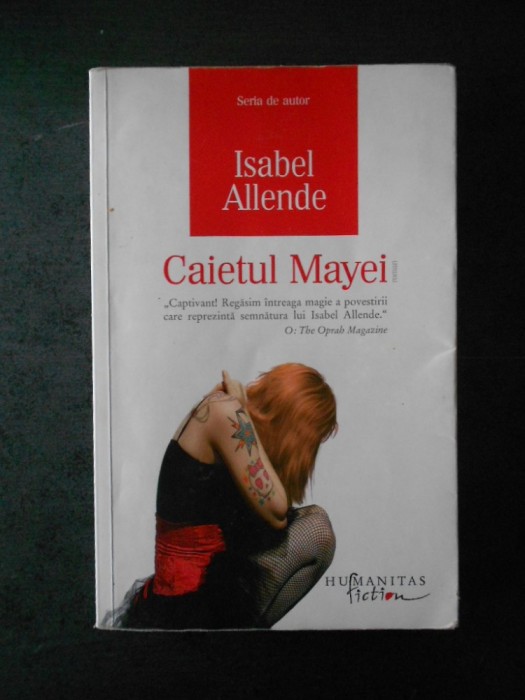 Seria de autor
Isabel
Allende
Caietul Mayei
roman
„Captivant! Regăsim întreaga magie a povestirii
care reprezintă semnătura lui Isabel Allende.“
O: The Oprah Magazine
HUMANITAS
fiction